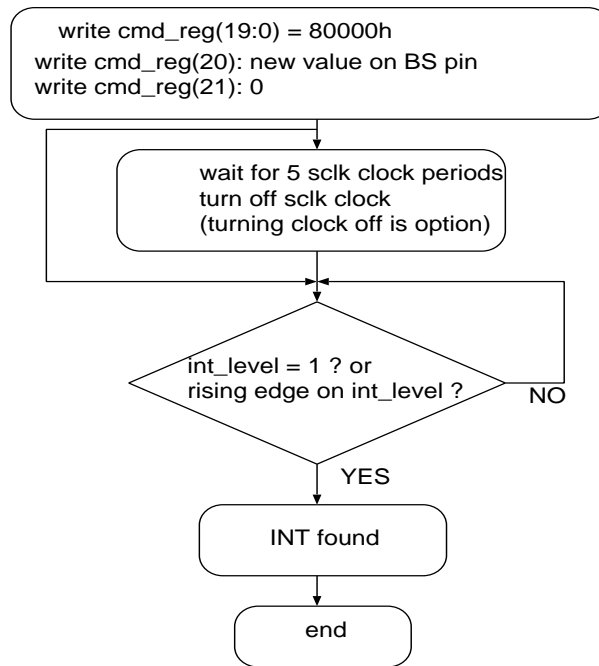 write cmd_reg(19:0) = 80000h
write cmd_reg(20): new value on BS pin
write cmd_reg(21): 0
wait for 5 sclk clock periods
turn off sclk clock
(turning clock off is option)
int_level = 1 ? or
rising edge on int_level ?
NO
YES
INT found
end